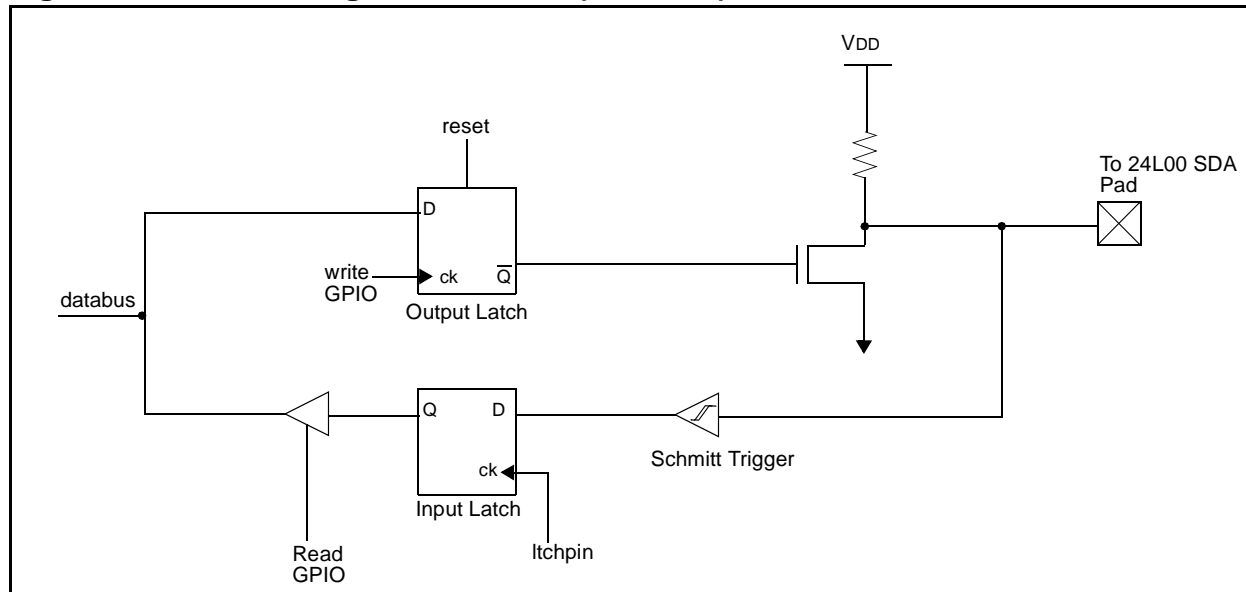 VDD
reset
To 24L00 SDA
Pad
D
write
GPIO
ck
Q
databus
Output Latch
Q
D
Schmitt Trigger
ck
Input Latch
Read
GPIO
ltchpin